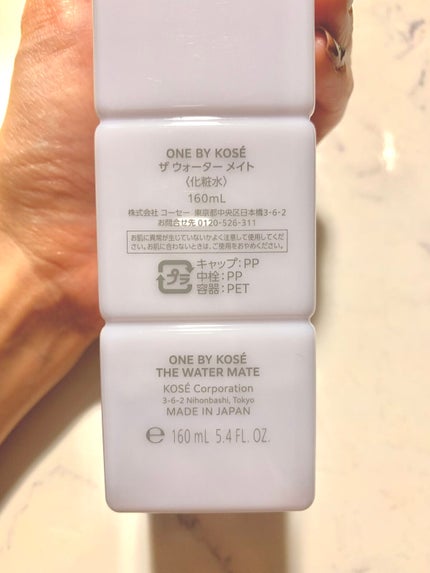 ONE BY KOSÉ
ザ ウォーター メイト
〈化粧水〉
160mL
株式会社 コーセー 東京都中央区日本橋3-6-2
お問合せ先 0120-526-311
お肌に異常が生じていないかよく注意して使用してくだ
さい。お肌に合わないときは、ご使用をおやめください。
プラ
キャップ:PP
中栓:PP
容器:PET
ONE BY KOSÉ
THE WATER MATE
KOSÉ Corporation
3-6-2 Nihonbashi, Tokyo
MADE IN JAPAN
℮ 160 mL 5.4 FL. OZ.